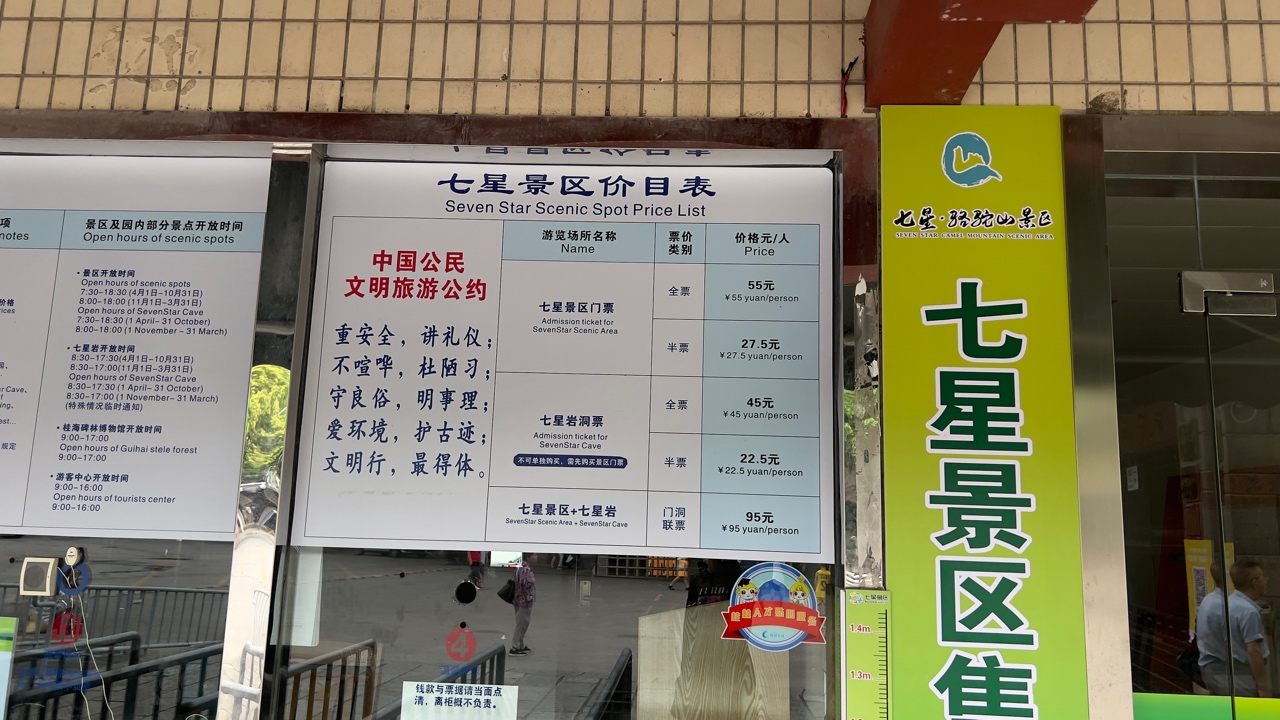 项
notes
价格
rices
规定
景区及园内部分景点开放时间
Open hours of scenic spots
• 景区开放时间
Open hours of scenic spots
7:30–18:30 (4月1日–10月31日)
8:00–18:00 (11月1日–3月31日)
Open hours of SevenStar Cave
7:30–18:30 (1 April– 31 October)
8:00–18:00 (1 November– 31 March)
• 七星岩开放时间
8:30–17:30(4月1日–10月31日)
8:30–17:00(11月1日–3月31日)
Open hours of SevenStar Cave
8:30–17:30 (1 April– 31 October)
8:30–17:00 (1 November– 31 March)
(特殊情况临时通知)
• 桂海碑林博物馆开放时间
9:00–17:00
Open hours of Guihai stele forest
9:00–17:00
• 游客中心开放时间
9:00–16:00
Open hours of tourists center
9:00–16:00
七星景区价目表
Seven Star Scenic Spot Price List
中国公民
文明旅游公约
重安全，讲礼仪；
不喧哗，杜陋习；
守良俗，明事理；
爱环境，护古迹；
文明行，最得体。
游览场所名称
Name
票价
类别
价格元/人
Price
七星景区门票
Admission ticket for
SevenStar Scenic Area
全票
55元
￥55 yuan/person
半票
27.5元
￥27.5 yuan/person
七星岩洞票
Admission ticket for
SevenStar Cave
不可单独购买，需先购买景区门票
全票
45元
￥45 yuan/person
半票
22.5元
￥22.5 yuan/person
七星景区+七星岩
SevenStar Scenic Area + SevenStar Cave
门洞
联票
95元
￥95 yuan/person
七星·骆驼山景区
SEVEN STAR CAMEL MOUNTAIN SCENIC AREA
七星景区售
七星景区
1.4m
1.3m
4
钱款与票据请当面点
清，离柜概不负责。